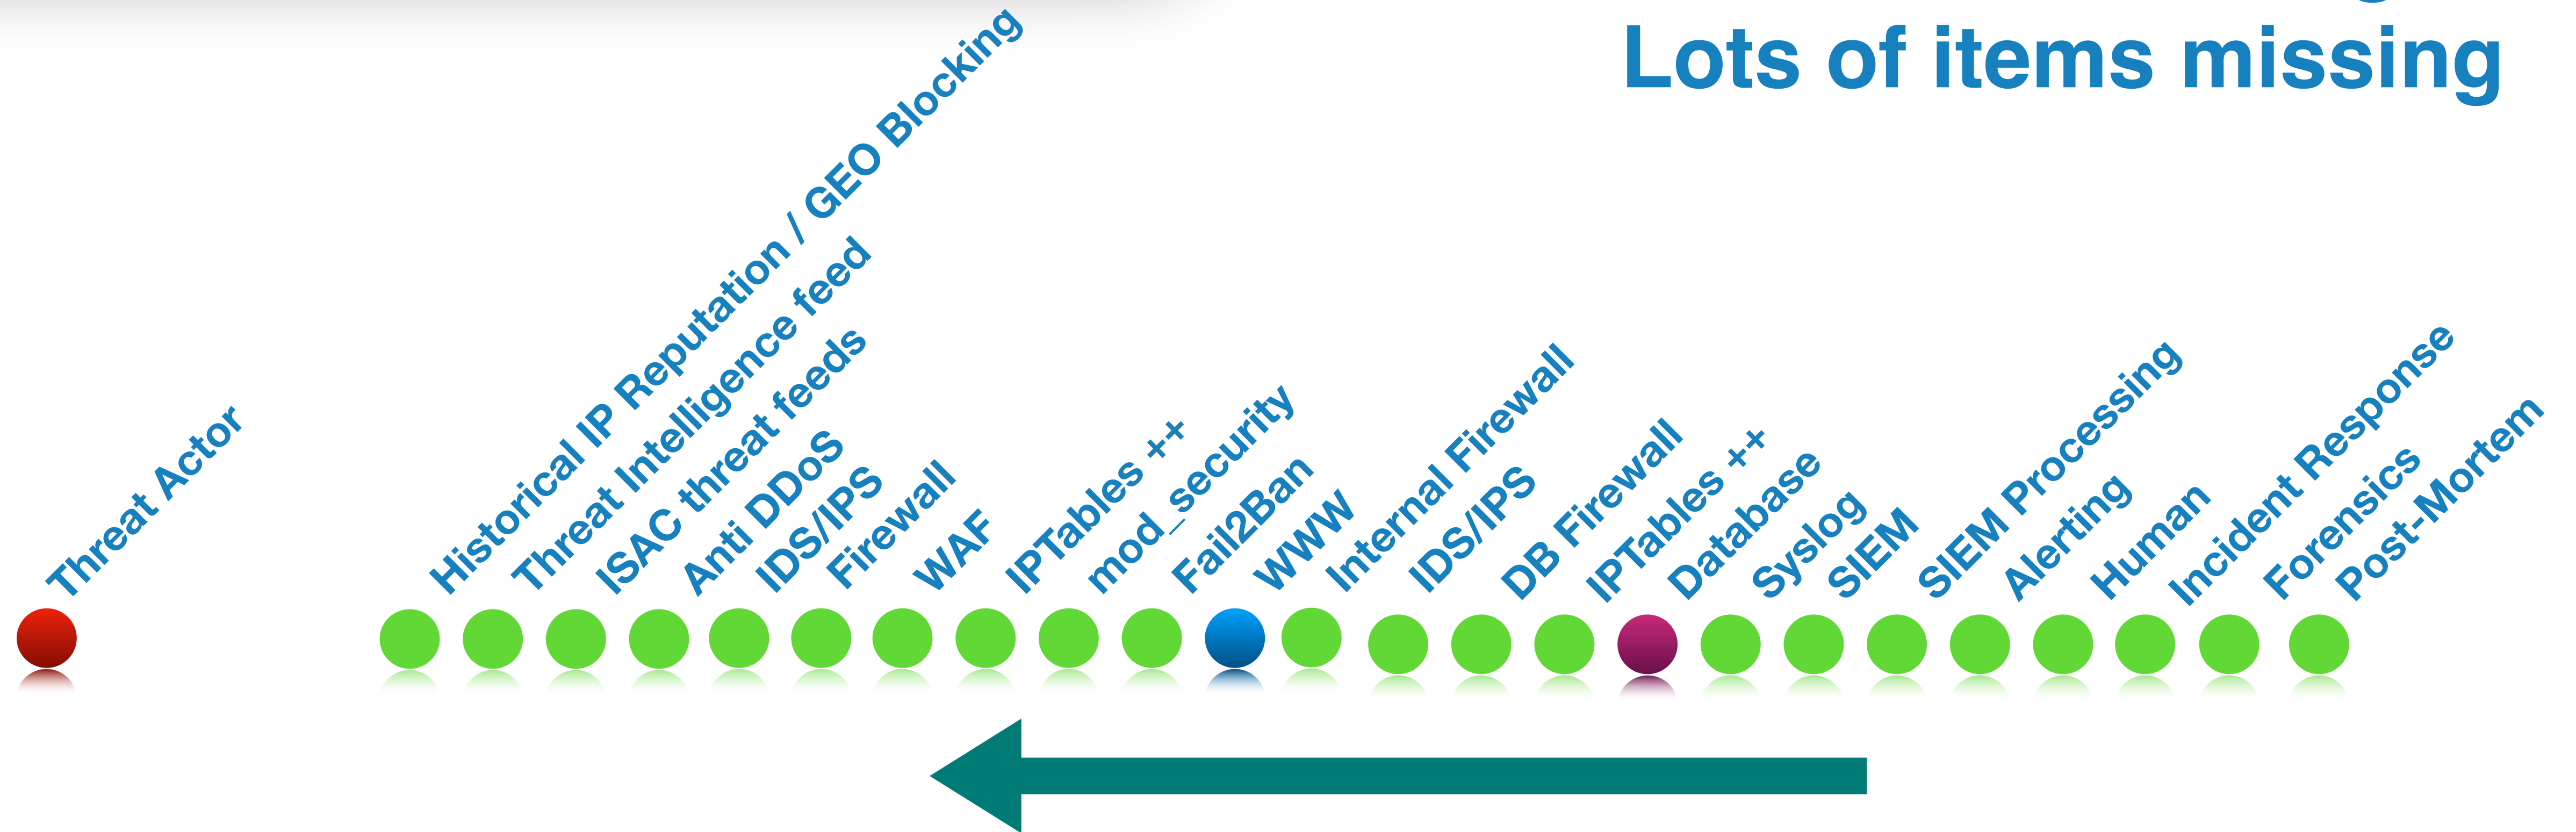 Lots of items missing
Threat Actor
Historical IP Reputation / GEO Blocking
Threat Intelligence feed
ISAC threat feeds
Anti DDoS
IDS/IPS
Firewall
WAF
IPTables ++
mod_security
Fail2Ban
WWW
Internal Firewall
IDS/IPS
DB Firewall
IPTables ++
Database
Syslog
SIEM
SIEM Processing
Alerting
Human
Incident Response
Forensics
Post-Mortem